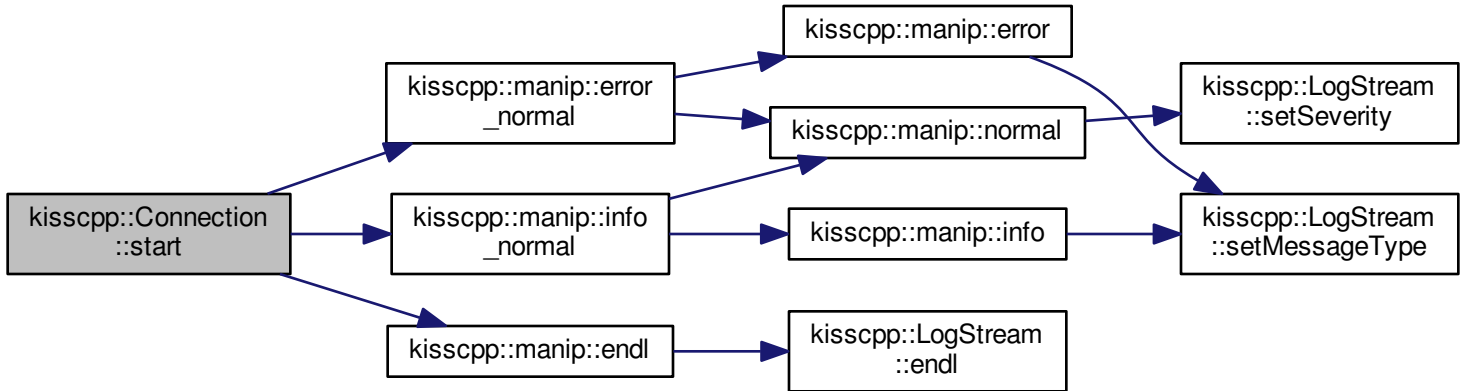 kisscpp::Connection
::start
kisscpp::manip::error
_normal
kisscpp::manip::info
_normal
kisscpp::manip::endl
kisscpp::manip::error
kisscpp::manip::normal
kisscpp::manip::info
kisscpp::LogStream
::endl
kisscpp::LogStream
::setSeverity
kisscpp::LogStream
::setMessageType